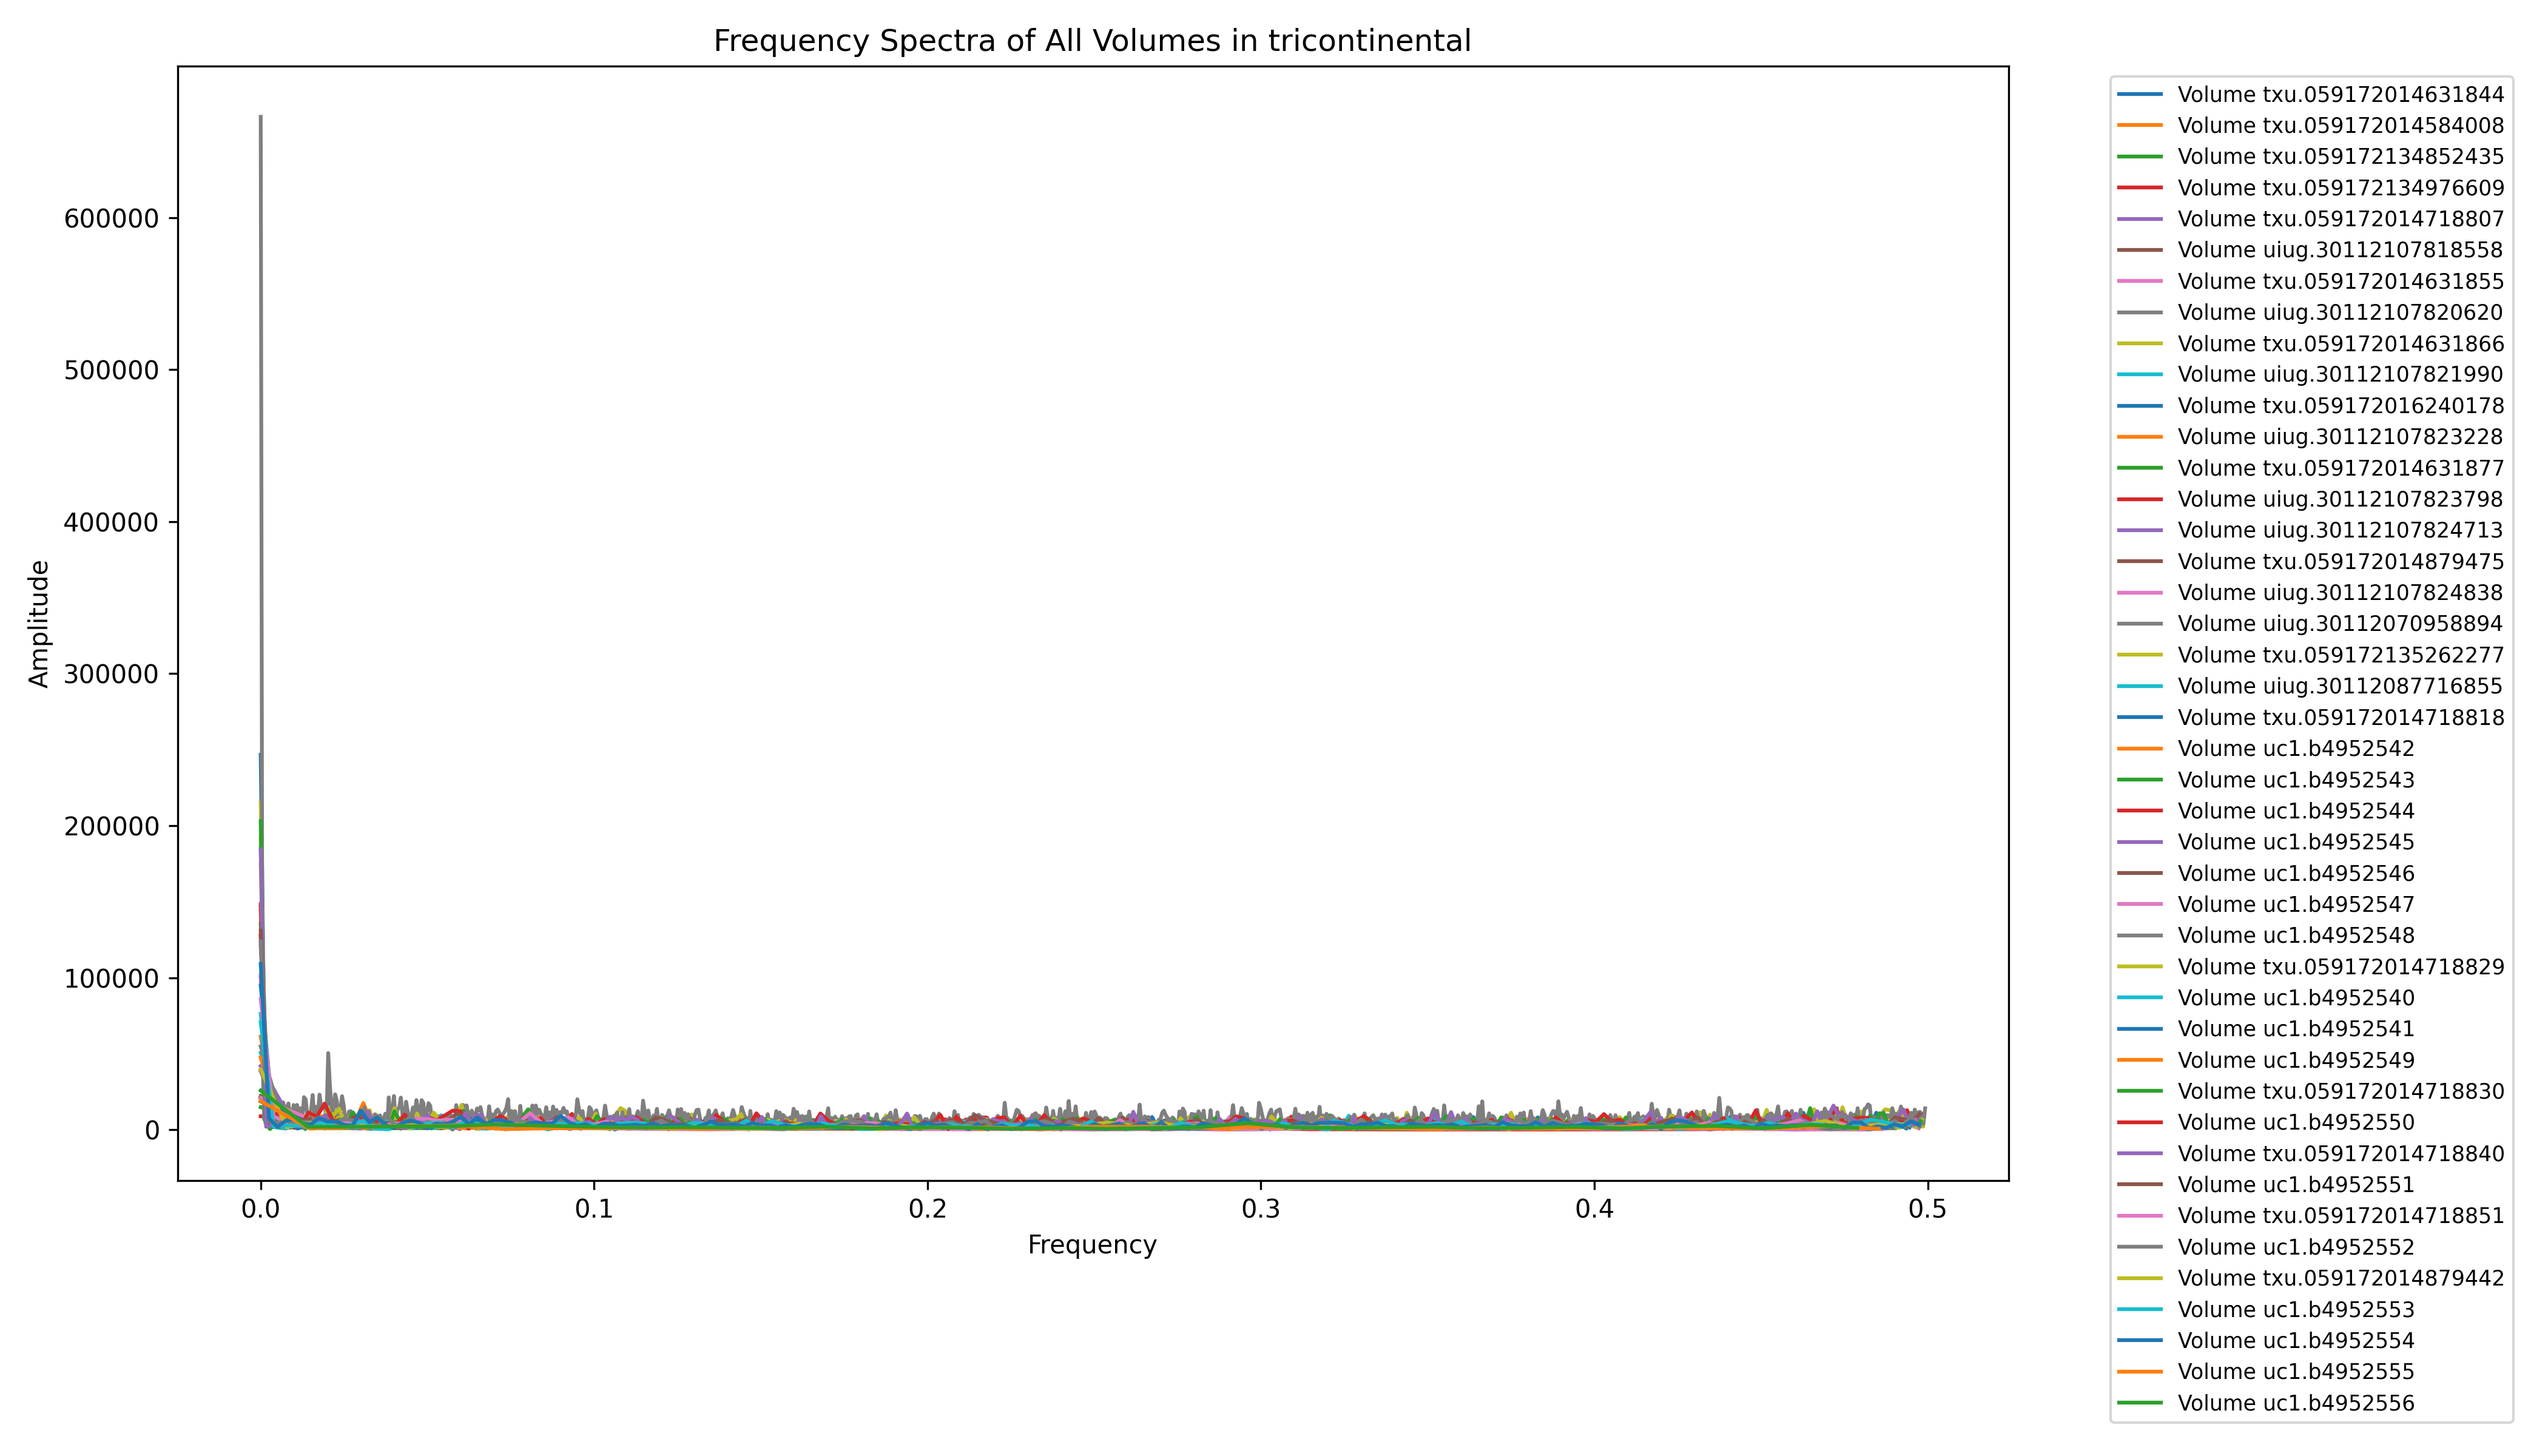 Frequency Spectra of All Volumes in tricontinental
Amplitude
600000
500000
400000
300000
200000
100000
0
0.0 0.1 0.2 0.3 0.4 0.5
Frequency
Volume txu.059172014631844
Volume txu.059172014584008
Volume txu.059172134852435
Volume txu.059172134976609
Volume txu.059172014718807
Volume uiug.30112107818558
Volume txu.059172014631855
Volume uiug.30112107820620
Volume txu.059172014631866
Volume uiug.30112107821990
Volume txu.059172016240178
Volume uiug.30112107823228
Volume txu.059172014631877
Volume uiug.30112107823798
Volume uiug.30112107824713
Volume txu.059172014879475
Volume uiug.30112107824838
Volume uiug.30112070958894
Volume txu.059172135262277
Volume uiug.30112087716855
Volume txu.059172014718818
Volume uc1.b4952542
Volume uc1.b4952543
Volume uc1.b4952544
Volume uc1.b4952545
Volume uc1.b4952546
Volume uc1.b4952547
Volume uc1.b4952548
Volume txu.059172014718829
Volume uc1.b4952540
Volume uc1.b4952541
Volume uc1.b4952549
Volume txu.059172014718830
Volume uc1.b4952550
Volume txu.059172014718840
Volume uc1.b4952551
Volume txu.059172014718851
Volume uc1.b4952552
Volume txu.059172014879442
Volume uc1.b4952553
Volume uc1.b4952554
Volume uc1.b4952555
Volume uc1.b4952556